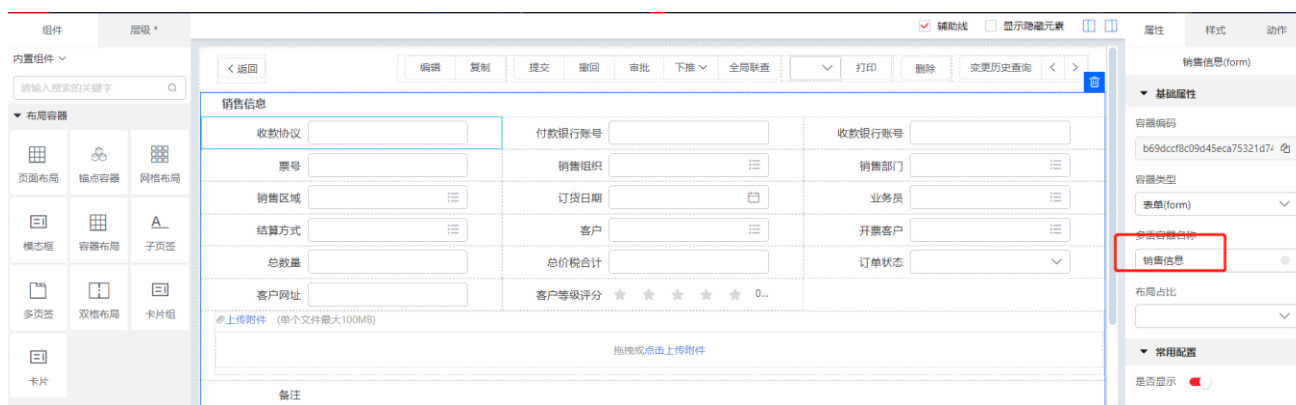 组件 层级 * 辅助线 显示隐藏元素 属性 样式 动作
内置组件
请输入搜索的关键字
布局容器
页面布局 锚点容器 网格布局
模态框 容器布局 子页签
多页签 双格布局 卡片组
卡片
< 返回 编辑 复制 提交 撤回 审批 下推 全局联查 打印 删除 变更历史查询 < >
销售信息
收款协议 付款银行账号 收款银行账号
票号 销售组织 销售部门
销售区域 订货日期 业务员
结算方式 客户 开票客户
总数量 总价税合计 订单状态
客户网址 客户等级评分 0...
上传附件 (单个文件最大100MB)
拖拽或点击上传附件
备注
销售信息(form)
基础属性
容器编码
b69dccf8c09d45eca75321d74
容器类型
表单(form)
多语容器名称
销售信息
布局占比
常用配置
是否显示